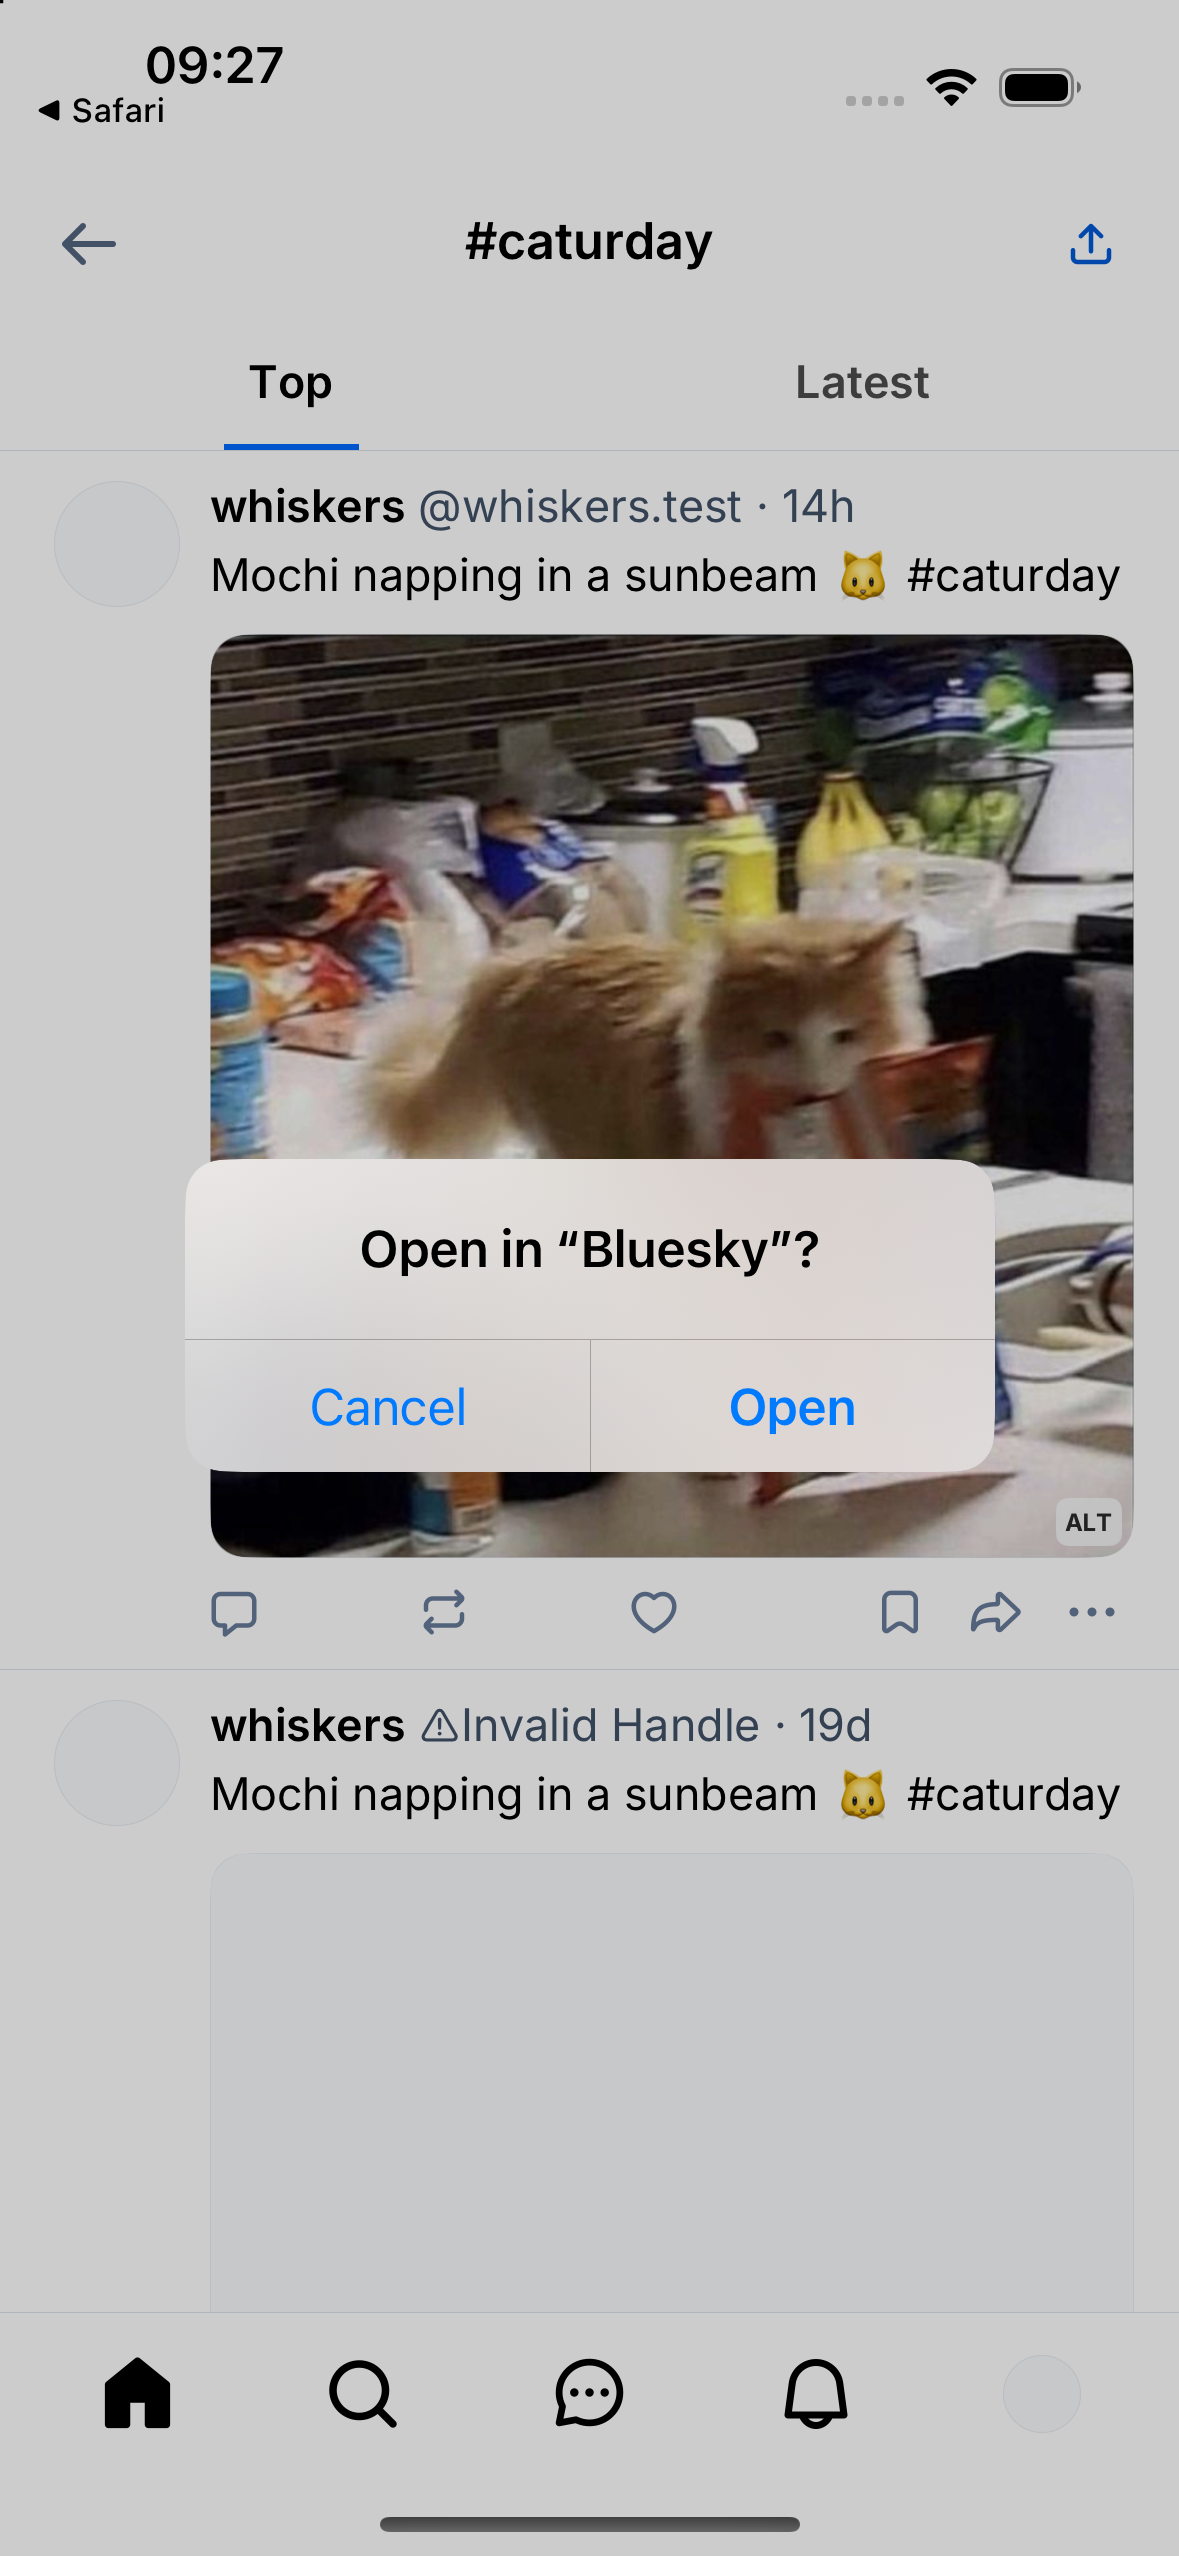 09:27
◀ Safari
#caturday
Top
Latest
whiskers @whiskers.test · 14h
Mochi napping in a sunbeam 🐱 #caturday
Open in “Bluesky”?
Cancel
Open
ALT
whiskers ⚠Invalid Handle · 19d
Mochi napping in a sunbeam 🐱 #caturday